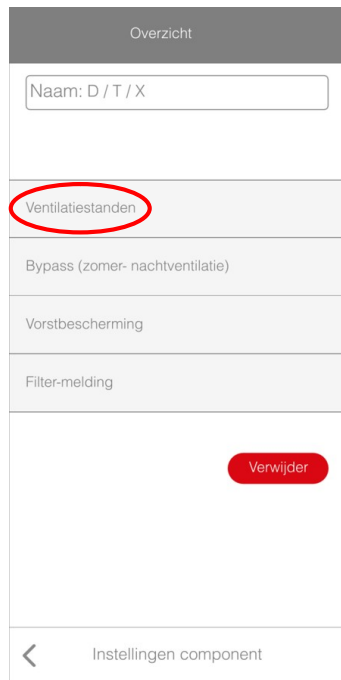 Overzicht
Naam: D / T / X
Ventilatiestanden
Bypass (zomer- nachtventilatie)
Vorstbescherming
Filter-melding
Verwijder
Instellingen component